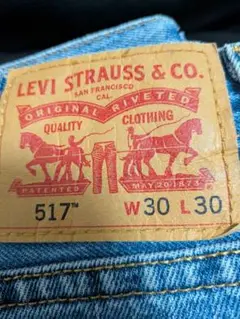 LEVI STRAUSS & CO.
SAN FRANCISCO
CAL.
ORIGINAL RIVETED
QUALITY CLOTHING
PATENTED MAY 20 1873
517™ W30 L30